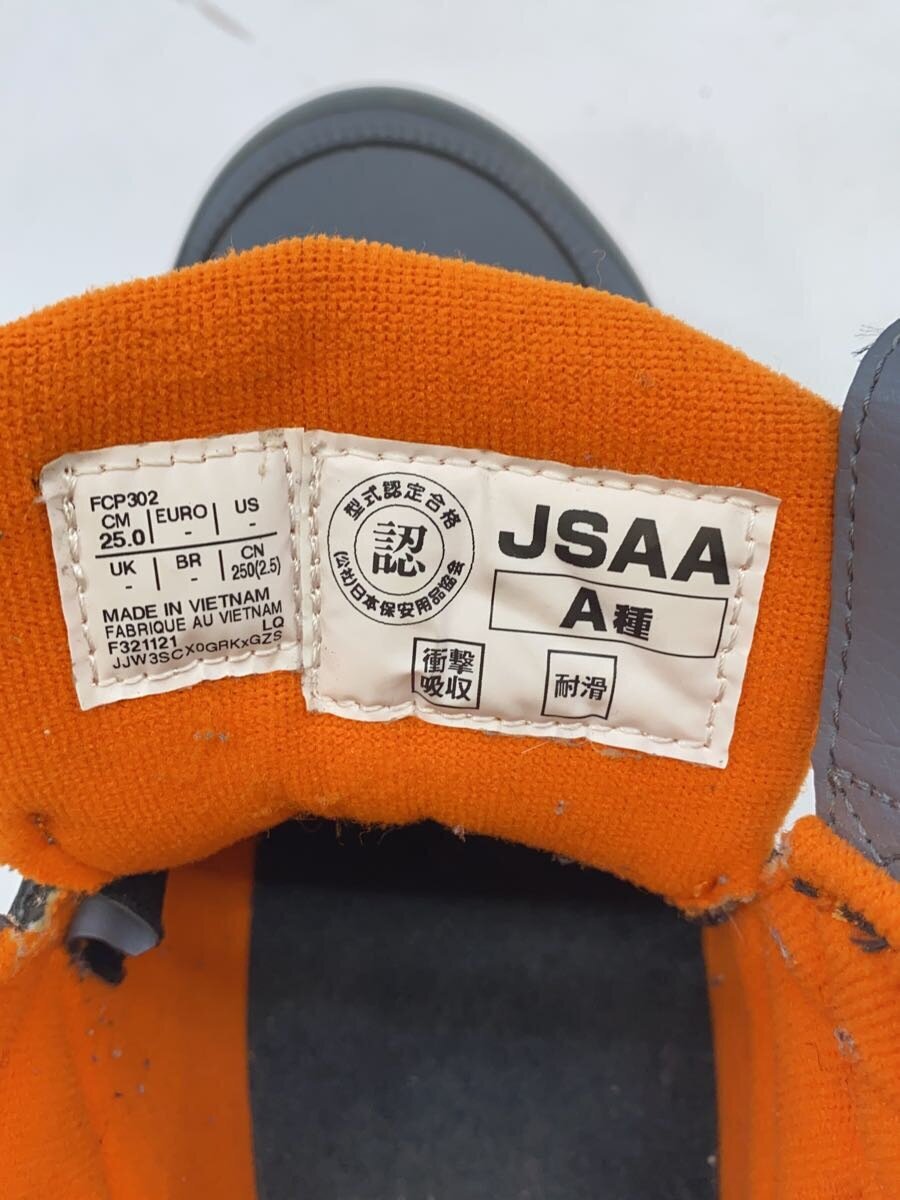 FCP302
CM EURO US
25.0 - -
UK BR CN
- - 250(2.5)
MADE IN VIETNAM
FABRIQUE AU VIETNAM
F321121 LQ
JJW3SCX0GRKXGZS
型式認定合格
認
(公社)日本保安用品協会
JSAA
A種
衝撃
吸収
耐滑